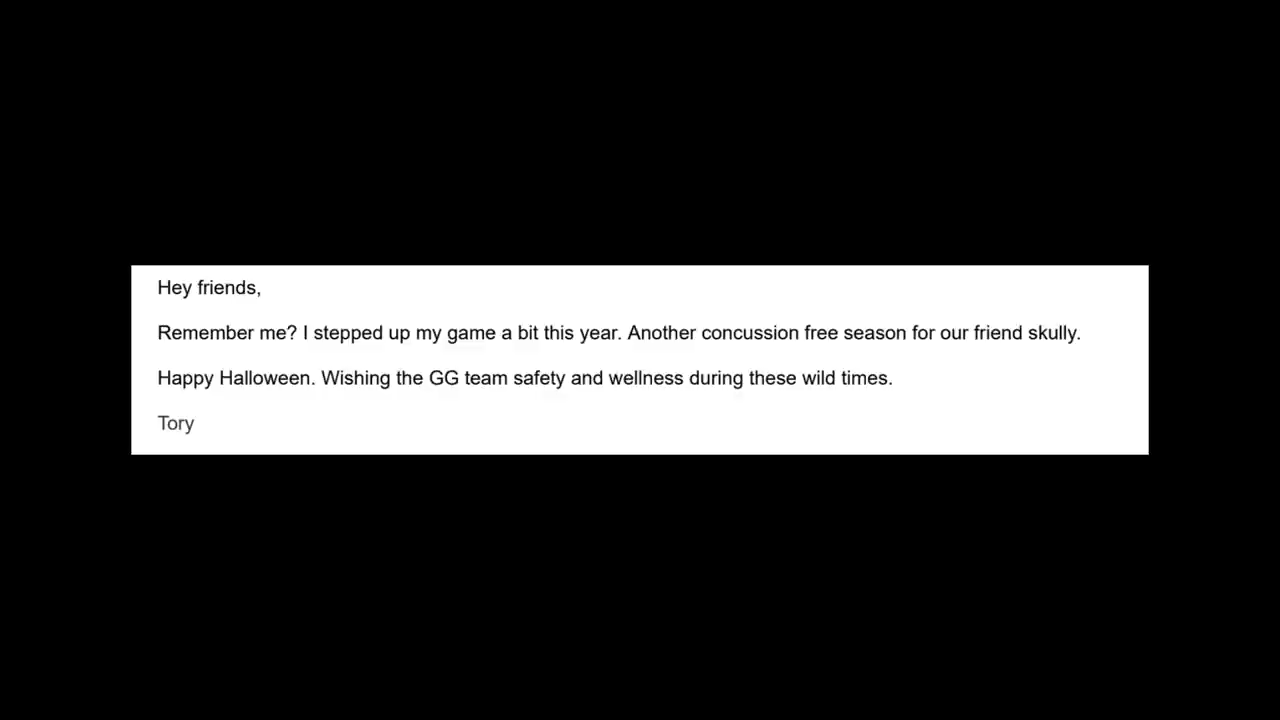 Hey friends,
Remember me? I stepped up my game a bit this year. Another concussion free season for our friend skully.
Happy Halloween. Wishing the GG team safety and wellness during these wild times.
Tory